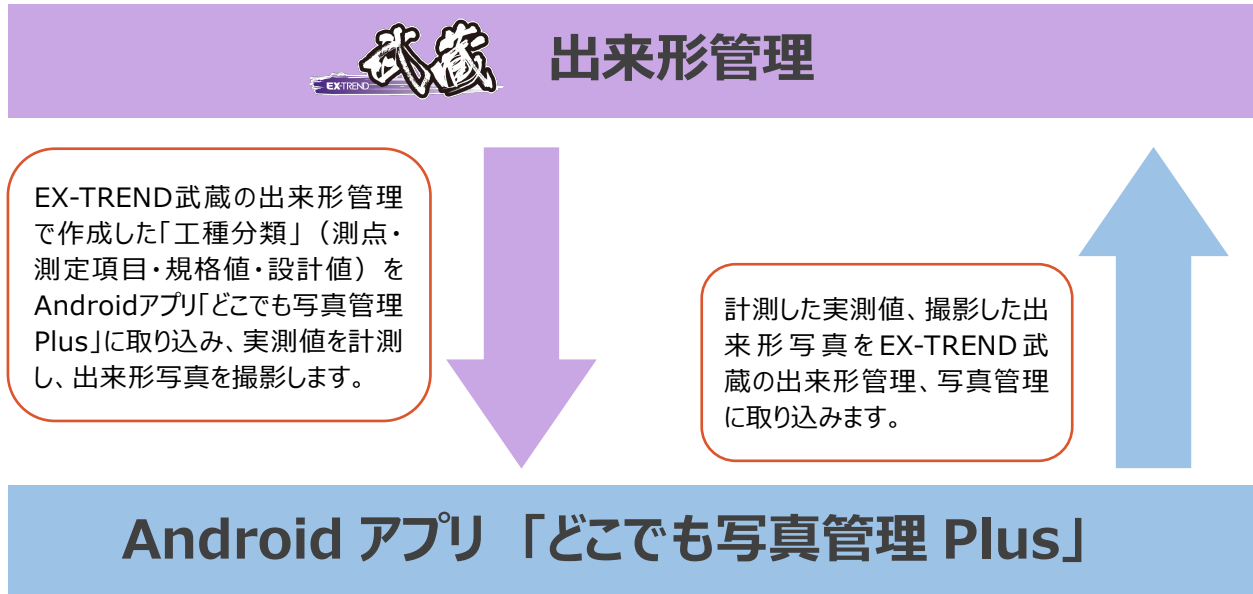 武蔵
EX-TREND
出来形管理
EX-TREND武蔵の出来形管理
で作成した「工種分類」（測点・
測定項目・規格値・設計値）を
Androidアプリ「どこでも写真管理
Plus」に取り込み、実測値を計測
し、出来形写真を撮影します。
計測した実測値、撮影した出
来形写真をEX-TREND武
蔵の出来形管理、写真管理
に取り込みます。
Android アプリ 「どこでも写真管理 Plus」